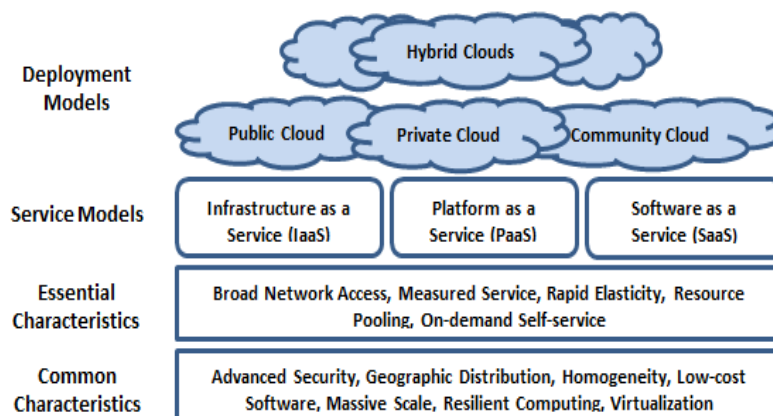 Hybrid Clouds
Deployment
Models
Public Cloud
Private Cloud
Community Cloud
Service Models
Infrastructure as a
Service (IaaS)
Platform as a
Service (PaaS)
Software as a
Service (SaaS)
Essential
Characteristics
Broad Network Access, Measured Service, Rapid Elasticity, Resource
Pooling, On-demand Self-service
Common
Characteristics
Advanced Security, Geographic Distribution, Homogeneity, Low-cost
Software, Massive Scale, Resilient Computing, Virtualization